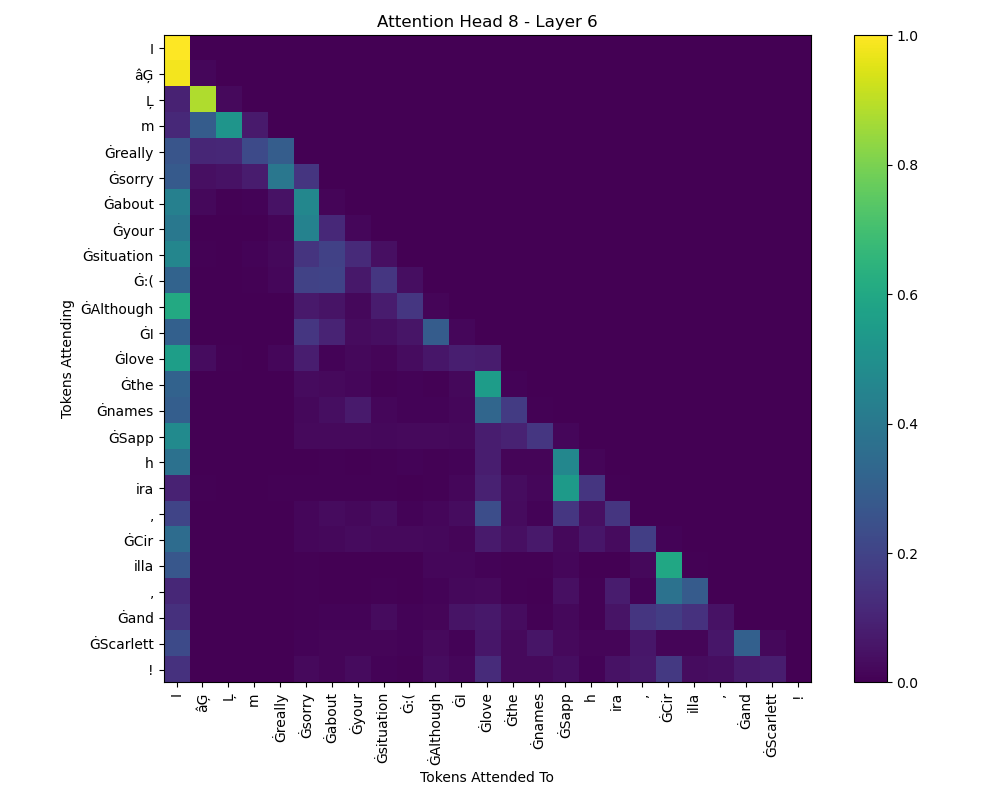 Attention Head 8 - Layer 6
Tokens Attending
I
âĢ
Ļ
m
Ġreally
Ġsorry
Ġabout
Ġyour
Ġsituation
Ġ:(
ĠAlthough
ĠI
Ġlove
Ġthe
Ġnames
ĠSapp
h
ira
,
ĠCir
illa
,
Ġand
ĠScarlett
!
I
âĢ
Ļ
m
Ġreally
Ġsorry
Ġabout
Ġyour
Ġsituation
Ġ:(
ĠAlthough
ĠI
Ġlove
Ġthe
Ġnames
ĠSapp
h
ira
,
ĠCir
illa
,
Ġand
ĠScarlett
!
Tokens Attended To
1.0
0.8
0.6
0.4
0.2
0.0